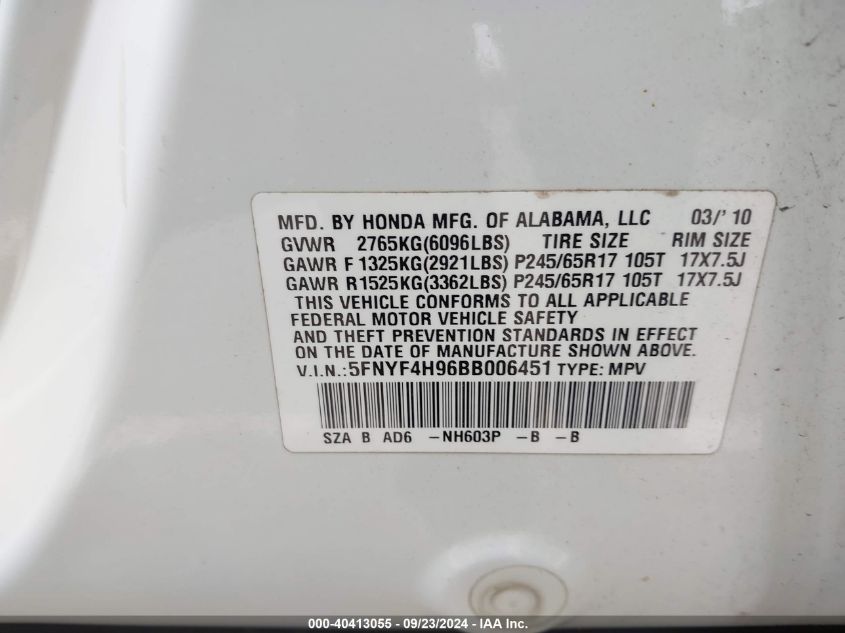 MFD. BY HONDA MFG. OF ALABAMA, LLC 03/'10
GVWR 2765KG(6096LBS) TIRE SIZE RIM SIZE
GAWR F 1325KG(2921LBS) P245/65R17 105T 17X7.5J
GAWR R 1525KG(3362LBS) P245/65R17 105T 17X7.5J
THIS VEHICLE CONFORMS TO ALL APPLICABLE
FEDERAL MOTOR VEHICLE SAFETY
AND THEFT PREVENTION STANDARDS IN EFFECT
ON THE DATE OF MANUFACTURE SHOWN ABOVE.
V.I.N.:5FNYF4H96BB006451 TYPE: MPV
SZA B AD6 -NH603P -B -B
000-40413055 / 09/23/2024 - IAA Inc.